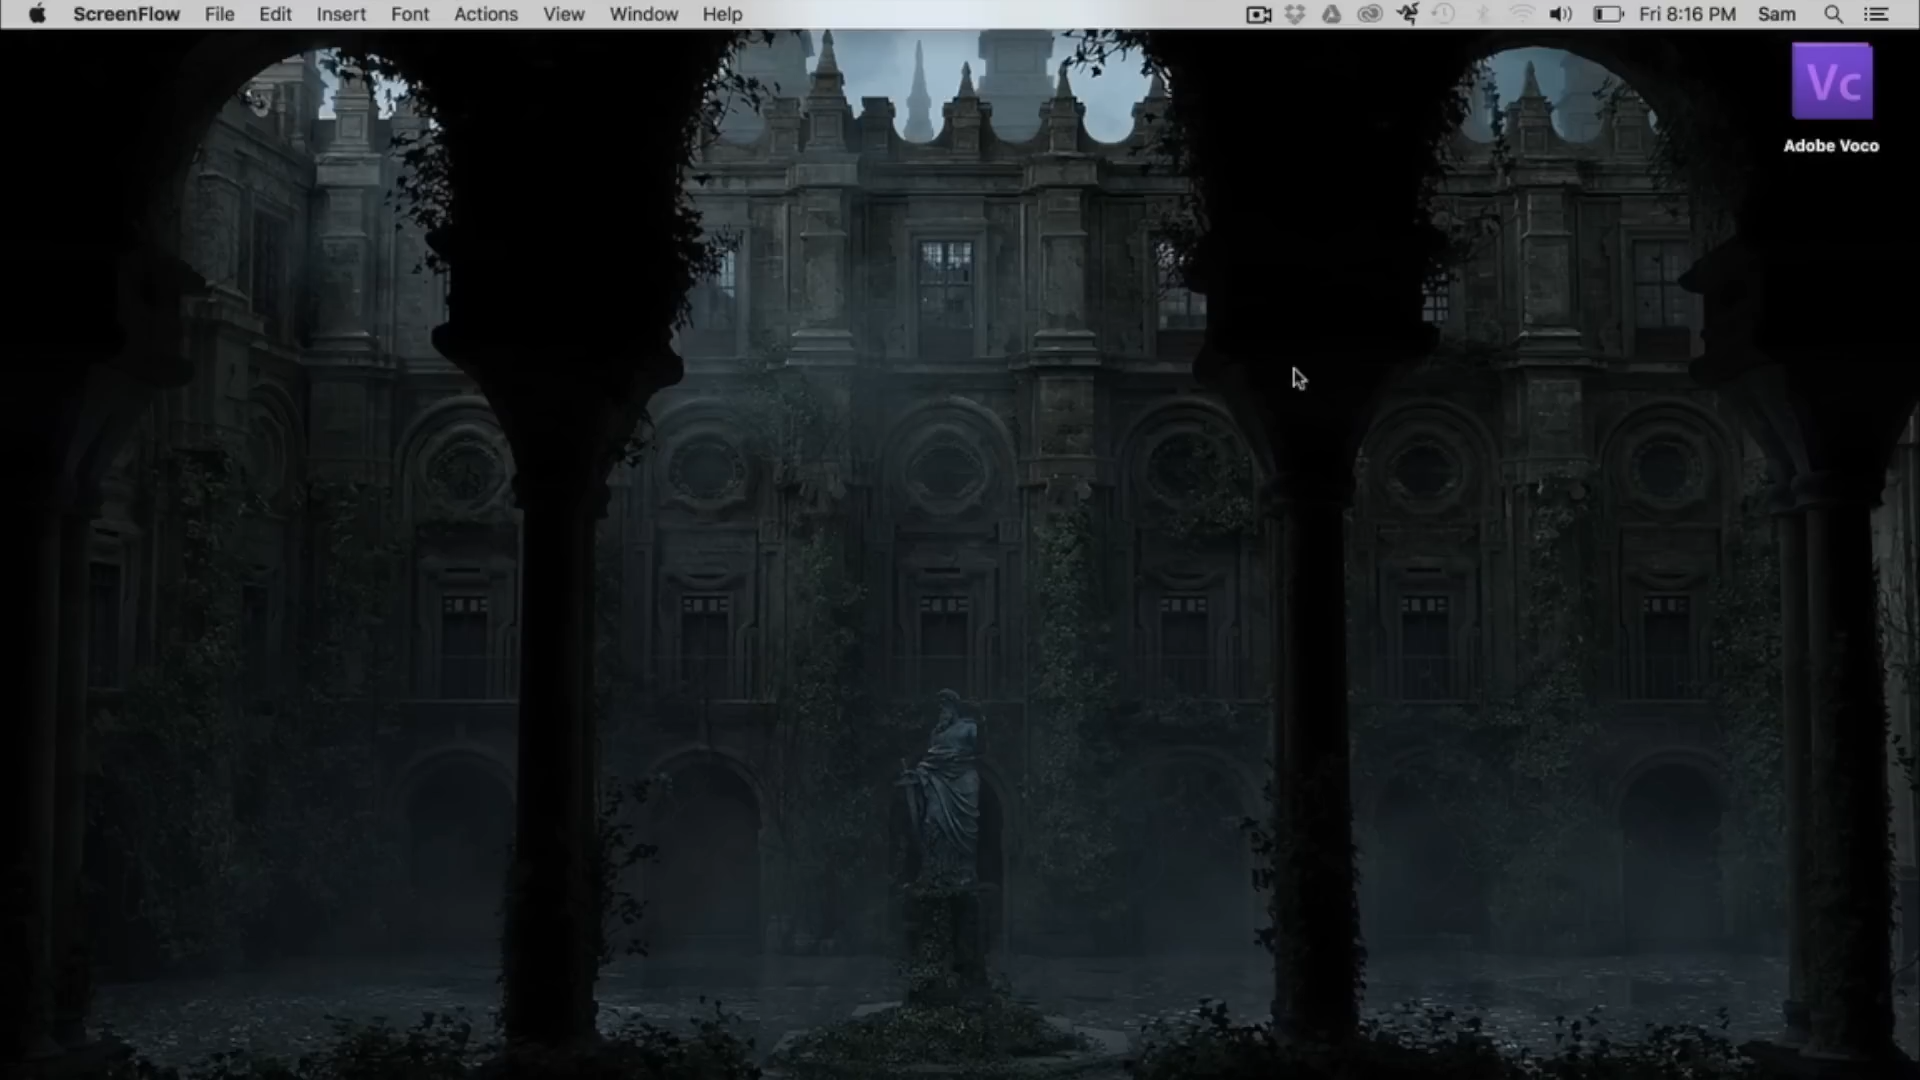 ScreenFlow File Edit Insert Font Actions View Window Help Fri 8:16 PM Sam
Vc
Adobe Voco